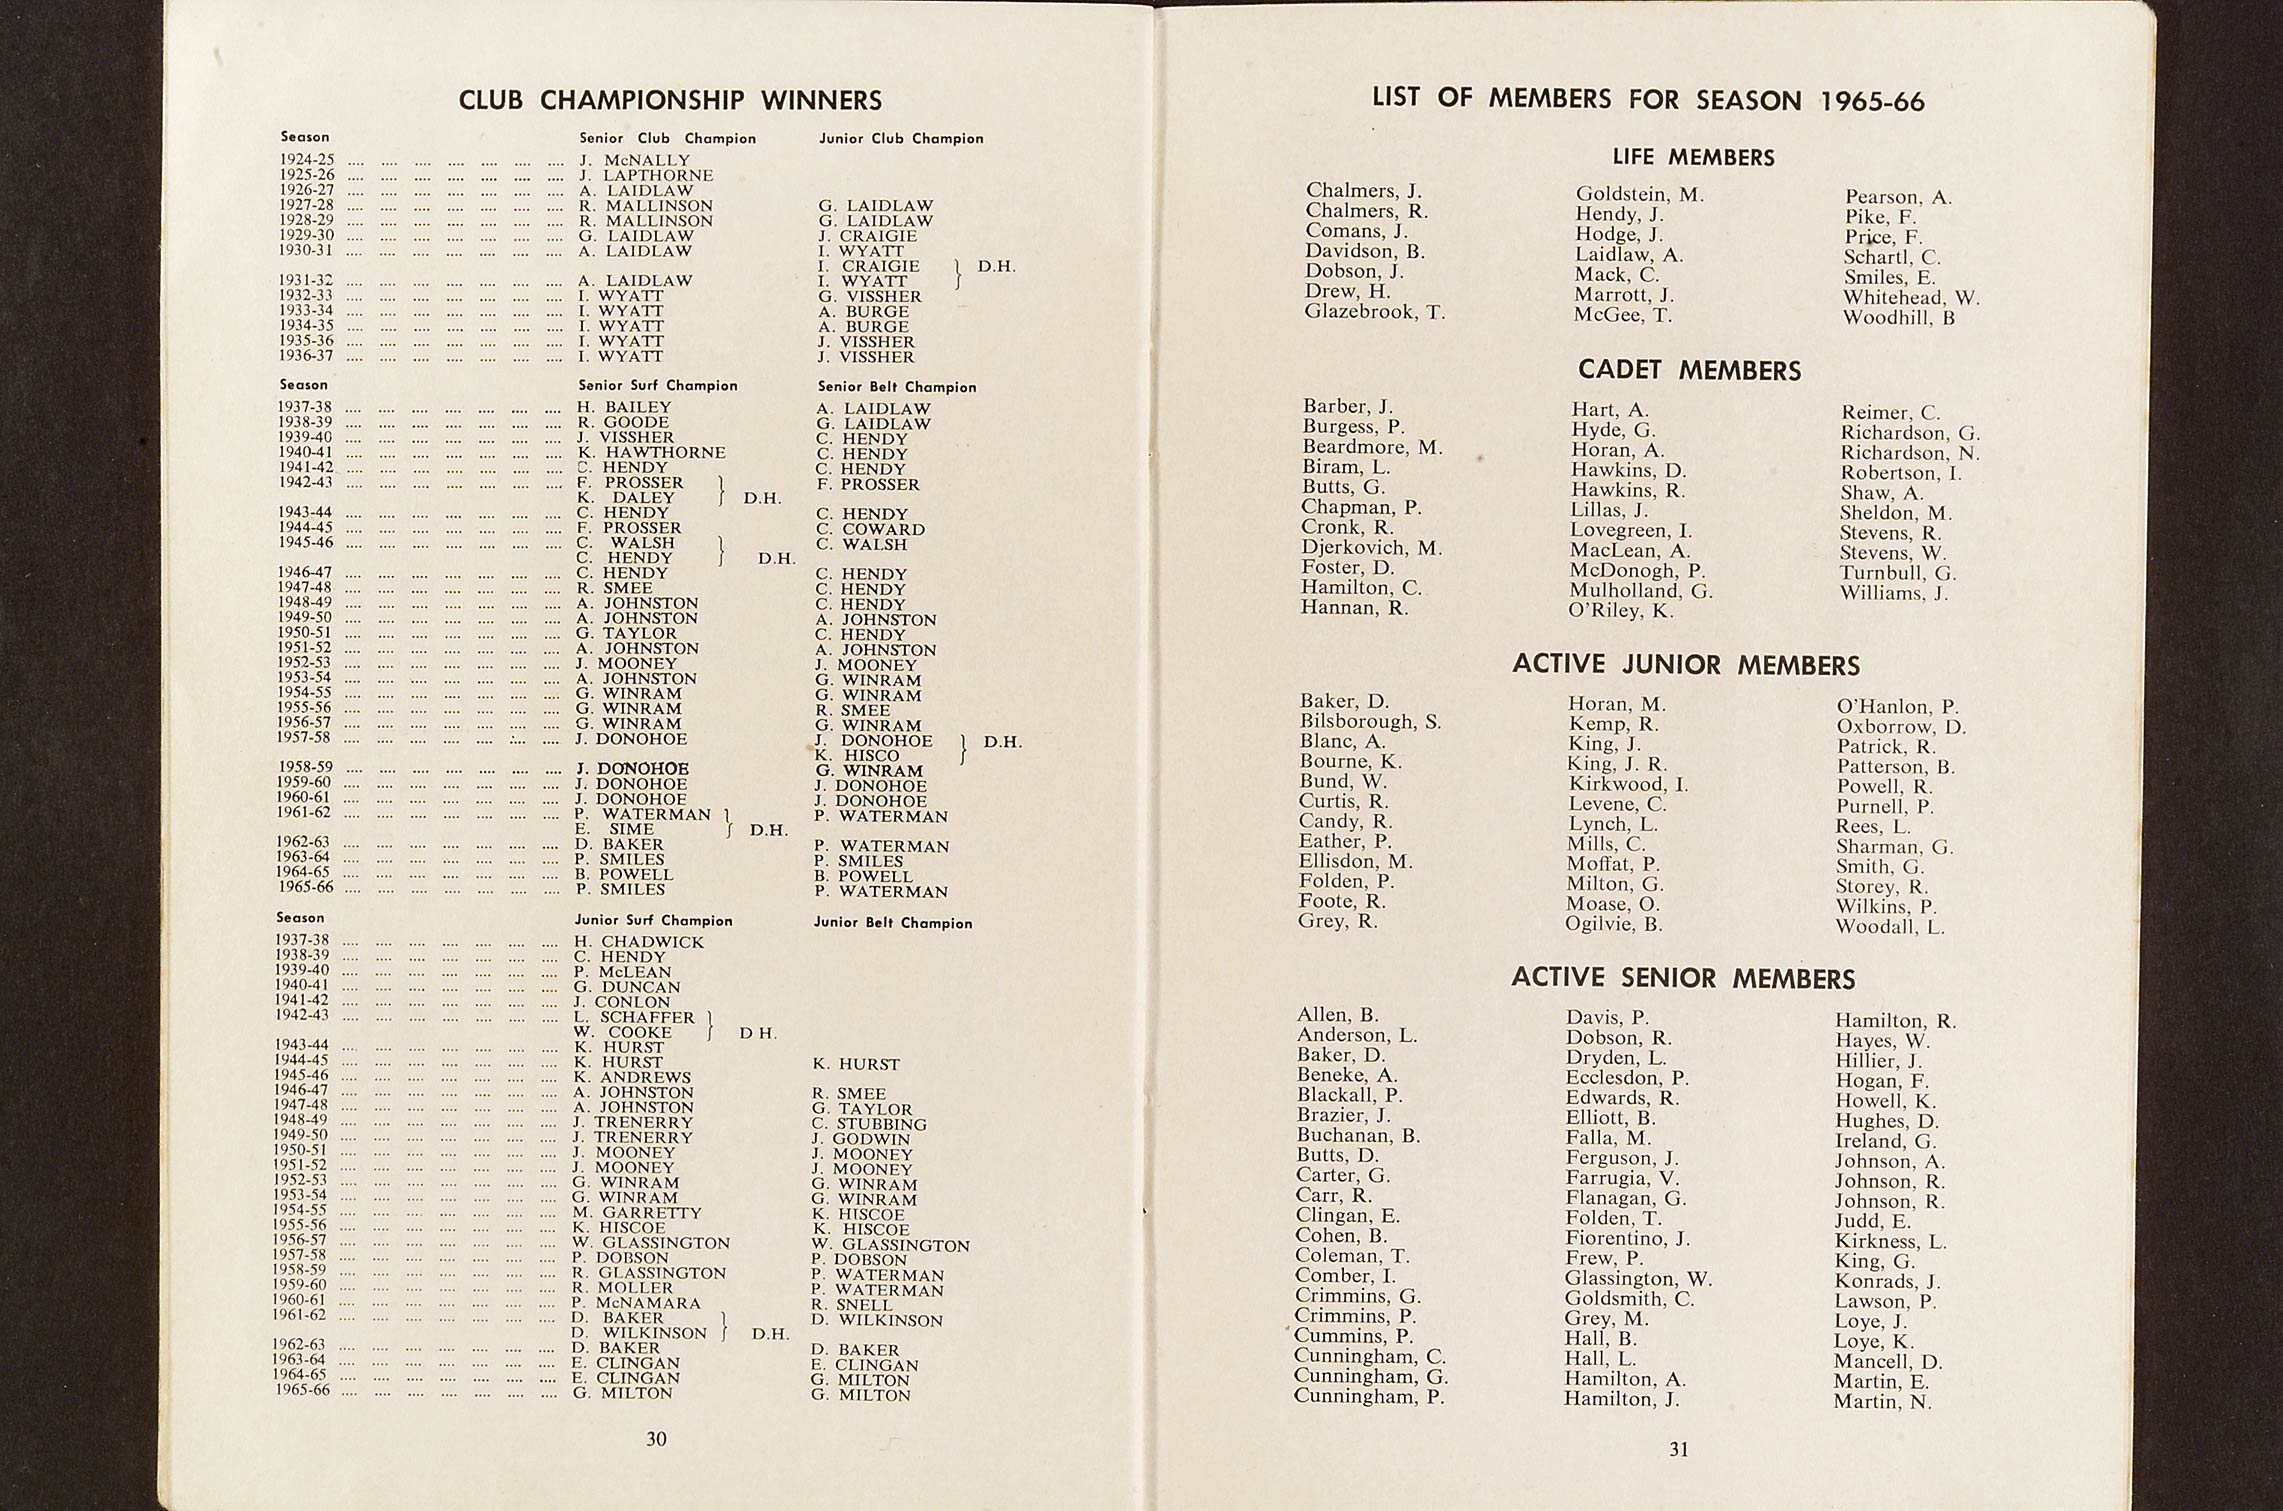 CLUB CHAMPIONSHIP WINNERS
Season Senior Club Champion Junior Club Champion
1924-25 .... .... .... .... .... .... .... J. McNALLY
1925-26 .... .... .... .... .... .... .... J. LAPTHORNE
1926-27 .... .... .... .... .... .... .... A. LAIDLAW
1927-28 .... .... .... .... .... .... .... R. MALLINSON G. LAIDLAW
1928-29 .... .... .... .... .... .... .... R. MALLINSON G. LAIDLAW
1929-30 .... .... .... .... .... .... .... G. LAIDLAW J. CRAIGIE
1930-31 .... .... .... .... .... .... .... A. LAIDLAW I. WYATT
I. CRAIGIE } D.H.
1931-32 .... .... .... .... .... .... .... A. LAIDLAW I. WYATT
1932-33 .... .... .... .... .... .... .... I. WYATT G. VISSHER
1933-34 .... .... .... .... .... .... .... I. WYATT A. BURGE
1934-35 .... .... .... .... .... .... .... I. WYATT A. BURGE
1935-36 .... .... .... .... .... .... .... I. WYATT J. VISSHER
1936-37 .... .... .... .... .... .... .... I. WYATT J. VISSHER
Season Senior Surf Champion Senior Belt Champion
1937-38 .... .... .... .... .... .... .... H. BAILEY A. LAIDLAW
1938-39 .... .... .... .... .... .... .... R. GOODE G. LAIDLAW
1939-40 .... .... .... .... .... .... .... J. VISSHER C. HENDY
1940-41 .... .... .... .... .... .... .... K. HAWTHORNE C. HENDY
1941-42 .... .... .... .... .... .... .... C. HENDY C. HENDY
1942-43 .... .... .... .... .... .... .... F. PROSSER F. PROSSER
K. DALEY } D.H.
1943-44 .... .... .... .... .... .... .... C. HENDY C. HENDY
1944-45 .... .... .... .... .... .... .... F. PROSSER C. COWARD
1945-46 .... .... .... .... .... .... .... C. WALSH C. WALSH
C. HENDY } D.H.
1946-47 .... .... .... .... .... .... .... C. HENDY C. HENDY
1947-48 .... .... .... .... .... .... .... R. SMEE C. HENDY
1948-49 .... .... .... .... .... .... .... A. JOHNSTON C. HENDY
1949-50 .... .... .... .... .... .... .... A. JOHNSTON A. JOHNSTON
1950-51 .... .... .... .... .... .... .... G. TAYLOR C. HENDY
1951-52 .... .... .... .... .... .... .... A. JOHNSTON A. JOHNSTON
1952-53 .... .... .... .... .... .... .... J. MOONEY J. MOONEY
1953-54 .... .... .... .... .... .... .... A. JOHNSTON G. WINRAM
1954-55 .... .... .... .... .... .... .... G. WINRAM G. WINRAM
1955-56 .... .... .... .... .... .... .... G. WINRAM R. SMEE
1956-57 .... .... .... .... .... .... .... G. WINRAM G. WINRAM
1957-58 .... .... .... .... .... .... .... J. DONOHOE J. DONOHOE } D.H.
K. HISCO
1958-59 .... .... .... .... .... .... .... J. DONOHOE G. WINRAM
1959-60 .... .... .... .... .... .... .... J. DONOHOE J. DONOHOE
1960-61 .... .... .... .... .... .... .... J. DONOHOE J. DONOHOE
1961-62 .... .... .... .... .... .... .... P. WATERMAN P. WATERMAN
E. SIME } D.H.
1962-63 .... .... .... .... .... .... .... D. BAKER P. WATERMAN
1963-64 .... .... .... .... .... .... .... P. SMILES P. SMILES
1964-65 .... .... .... .... .... .... .... B. POWELL B. POWELL
1965-66 .... .... .... .... .... .... .... P. SMILES P. WATERMAN
Season Junior Surf Champion Junior Belt Champion
1937-38 .... .... .... .... .... .... .... H. CHADWICK
1938-39 .... .... .... .... .... .... .... C. HENDY
1939-40 .... .... .... .... .... .... .... P. McLEAN
1940-41 .... .... .... .... .... .... .... G. DUNCAN
1941-42 .... .... .... .... .... .... .... J. CONLON
1942-43 .... .... .... .... .... .... .... L. SCHAFFER
W. COOKE } D H.
1943-44 .... .... .... .... .... .... .... K. HURST
1944-45 .... .... .... .... .... .... .... K. HURST K. HURST
1945-46 .... .... .... .... .... .... .... K. ANDREWS
1946-47 .... .... .... .... .... .... .... A. JOHNSTON R. SMEE
1947-48 .... .... .... .... .... .... .... A. JOHNSTON G. TAYLOR
1948-49 .... .... .... .... .... .... .... J. TRENERRY C. STUBBING
1949-50 .... .... .... .... .... .... .... J. TRENERRY J. GODWIN
1950-51 .... .... .... .... .... .... .... J. MOONEY J. MOONEY
1951-52 .... .... .... .... .... .... .... J. MOONEY J. MOONEY
1952-53 .... .... .... .... .... .... .... G. WINRAM G. WINRAM
1953-54 .... .... .... .... .... .... .... G. WINRAM G. WINRAM
1954-55 .... .... .... .... .... .... .... M. GARRETTY K. HISCOE
1955-56 .... .... .... .... .... .... .... K. HISCOE K. HISCOE
1956-57 .... .... .... .... .... .... .... W. GLASSINGTON W. GLASSINGTON
1957-58 .... .... .... .... .... .... .... P. DOBSON P. DOBSON
1958-59 .... .... .... .... .... .... .... R. GLASSINGTON P. WATERMAN
1959-60 .... .... .... .... .... .... .... R. MOLLER P. WATERMAN
1960-61 .... .... .... .... .... .... .... P. McNAMARA R. SNELL
1961-62 .... .... .... .... .... .... .... D. BAKER D. WILKINSON
D. WILKINSON } D.H.
1962-63 .... .... .... .... .... .... .... D. BAKER D. BAKER
1963-64 .... .... .... .... .... .... .... E. CLINGAN E. CLINGAN
1964-65 .... .... .... .... .... .... .... E. CLINGAN G. MILTON
1965-66 .... .... .... .... .... .... .... G. MILTON G. MILTON
30
LIST OF MEMBERS FOR SEASON 1965-66
LIFE MEMBERS
Chalmers, J. Goldstein, M. Pearson, A.
Chalmers, R. Hendy, J. Pike, F.
Comans, J. Hodge, J. Price, F.
Davidson, B. Laidlaw, A. Schartl, C.
Dobson, J. Mack, C. Smiles, E.
Drew, H. Marrott, J. Whitehead, W.
Glazebrook, T. McGee, T. Woodhill, B
CADET MEMBERS
Barber, J. Hart, A. Reimer, C.
Burgess, P. Hyde, G. Richardson, G.
Beardmore, M. Horan, A. Richardson, N.
Biram, L. Hawkins, D. Robertson, I.
Butts, G. Hawkins, R. Shaw, A.
Chapman, P. Lillas, J. Sheldon, M.
Cronk, R. Lovegreen, I. Stevens, R.
Djerkovich, M. MacLean, A. Stevens, W.
Foster, D. McDonogh, P. Turnbull, G.
Hamilton, C. Mulholland, G. Williams, J.
Hannan, R. O'Riley, K.
ACTIVE JUNIOR MEMBERS
Baker, D. Horan, M. O'Hanlon, P.
Bilsborough, S. Kemp, R. Oxborrow, D.
Blanc, A. King, J. Patrick, R.
Bourne, K. King, J. R. Patterson, B.
Bund, W. Kirkwood, I. Powell, R.
Curtis, R. Levene, C. Purnell, P.
Candy, R. Lynch, L. Rees, L.
Eather, P. Mills, C. Sharman, G.
Ellisdon, M. Moffat, P. Smith, G.
Folden, P. Milton, G. Storey, R.
Foote, R. Moase, O. Wilkins, P.
Grey, R. Ogilvie, B. Woodall, L.
ACTIVE SENIOR MEMBERS
Allen, B. Davis, P. Hamilton, R.
Anderson, L. Dobson, R. Hayes, W.
Baker, D. Dryden, L. Hillier, J.
Beneke, A. Ecclesdon, P. Hogan, F.
Blackall, P. Edwards, R. Howell, K.
Brazier, J. Elliott, B. Hughes, D.
Buchanan, B. Falla, M. Ireland, G.
Butts, D. Ferguson, J. Johnson, A.
Carter, G. Farrugia, V. Johnson, R.
Carr, R. Flanagan, G. Johnson, R.
Clingan, E. Folden, T. Judd, E.
Cohen, B. Fiorentino, J. Kirkness, L.
Coleman, T. Frew, P. King, G.
Comber, I. Glassington, W. Konrads, J.
Crimmins, G. Goldsmith, C. Lawson, P.
Crimmins, P. Grey, M. Loye, J.
Cummins, P. Hall, B. Loye, K.
Cunningham, C. Hall, L. Mancell, D.
Cunningham, G. Hamilton, A. Martin, E.
Cunningham, P. Hamilton, J. Martin, N.
31